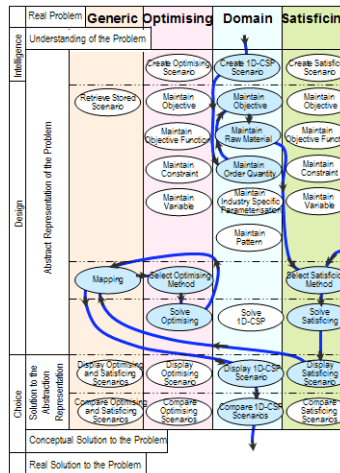 Real Problem
Generic
Optimising
Domain
Satisficing
Understanding of the Problem
Intelligence
Design
Choice
Abstract Representation of the Problem
Solution to the
Abstraction
Representation
Create Optimising
Scenario
Create 1D-CSP
Scenario
Create Satisficing
Scenario
Retrieve Stored
Scenario
Maintain
Objective
Maintain
Objective
Maintain
Objective
Maintain
Objective Function
Maintain
Raw Material
Maintain
Objective Function
Maintain
Constraint
Maintain
Order Quantity
Maintain
Constraint
Maintain
Variable
Maintain
Industry Specific
Parameterisation
Maintain
Variable
Maintain
Pattern
Mapping
Select Optimising
Method
Select Satisficing
Method
Solve
Optimising
Solve
1D-CSP
Solve
Satisficing
Display Optimising
and Satisficing
Scenarios
Display Optimising
Scenarios
Display 1D-CSP
Scenario
Display Satisficing
Scenario
Compare Optimising
and Satisficing
Scenarios
Compare
Optimising
Scenarios
Compare 1D-CSP
Scenarios
Compare
Satisficing
Scenarios
Conceptual Solution to the Problem
Real Solution to the Problem